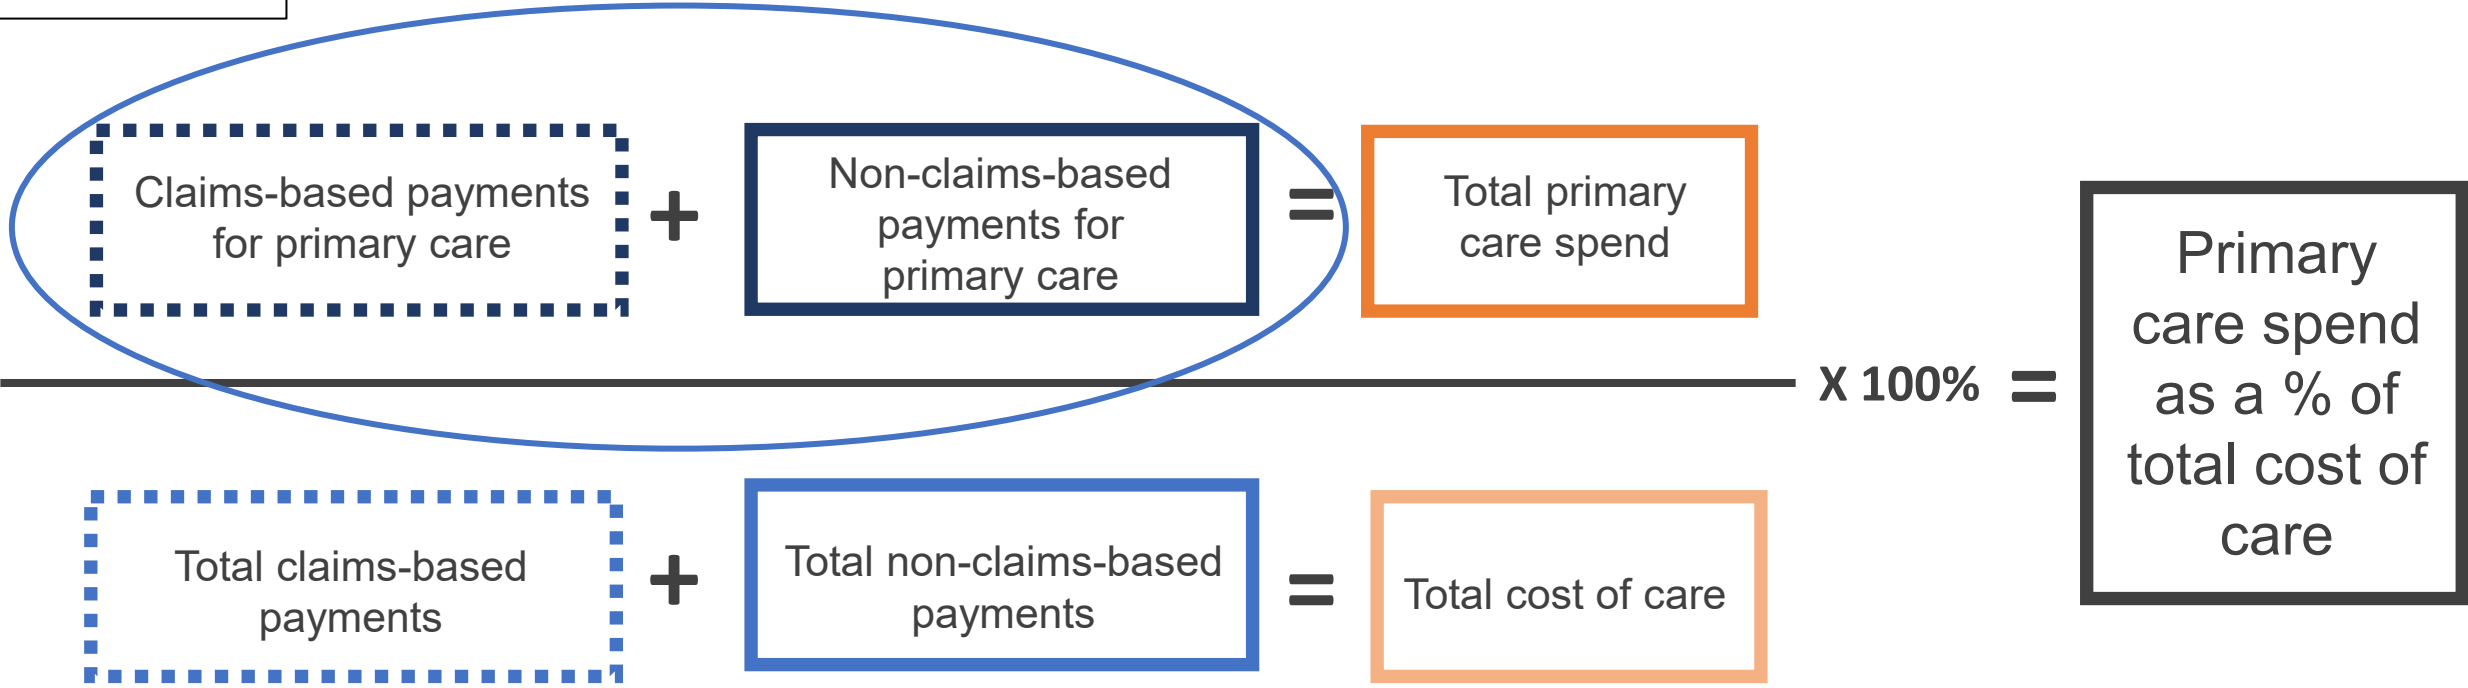 Claims-based payments
for primary care
+
Non-claims-based
payments for
primary care
=
Total primary
care spend
X 100% =
Primary
care spend
as a % of
total cost of
care
Total claims-based
payments
+
Total non-claims-based
payments
=
Total cost of care